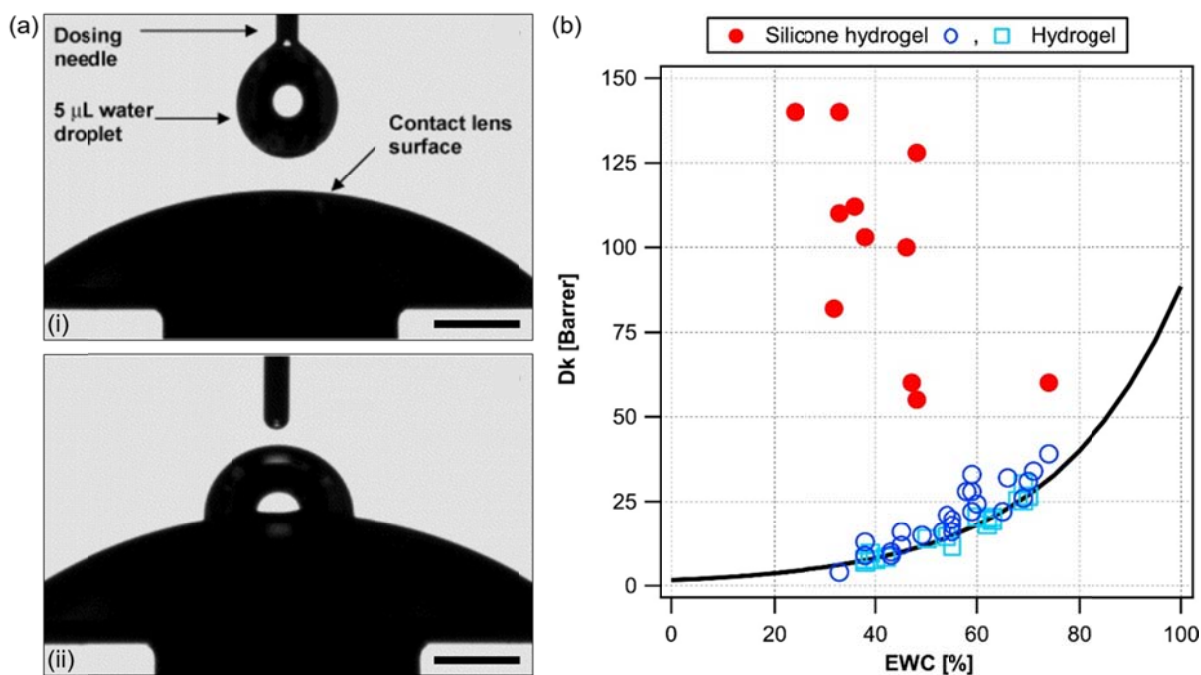 (a)
Dosing
needle
5 µL water
droplet
Contact lens
surface
(i)
(ii)
(b)
Silicone hydrogel , Hydrogel
150
125
100
75
50
25
0
Dk [Barrer]
0 20 40 60 80 100
EWC [%]